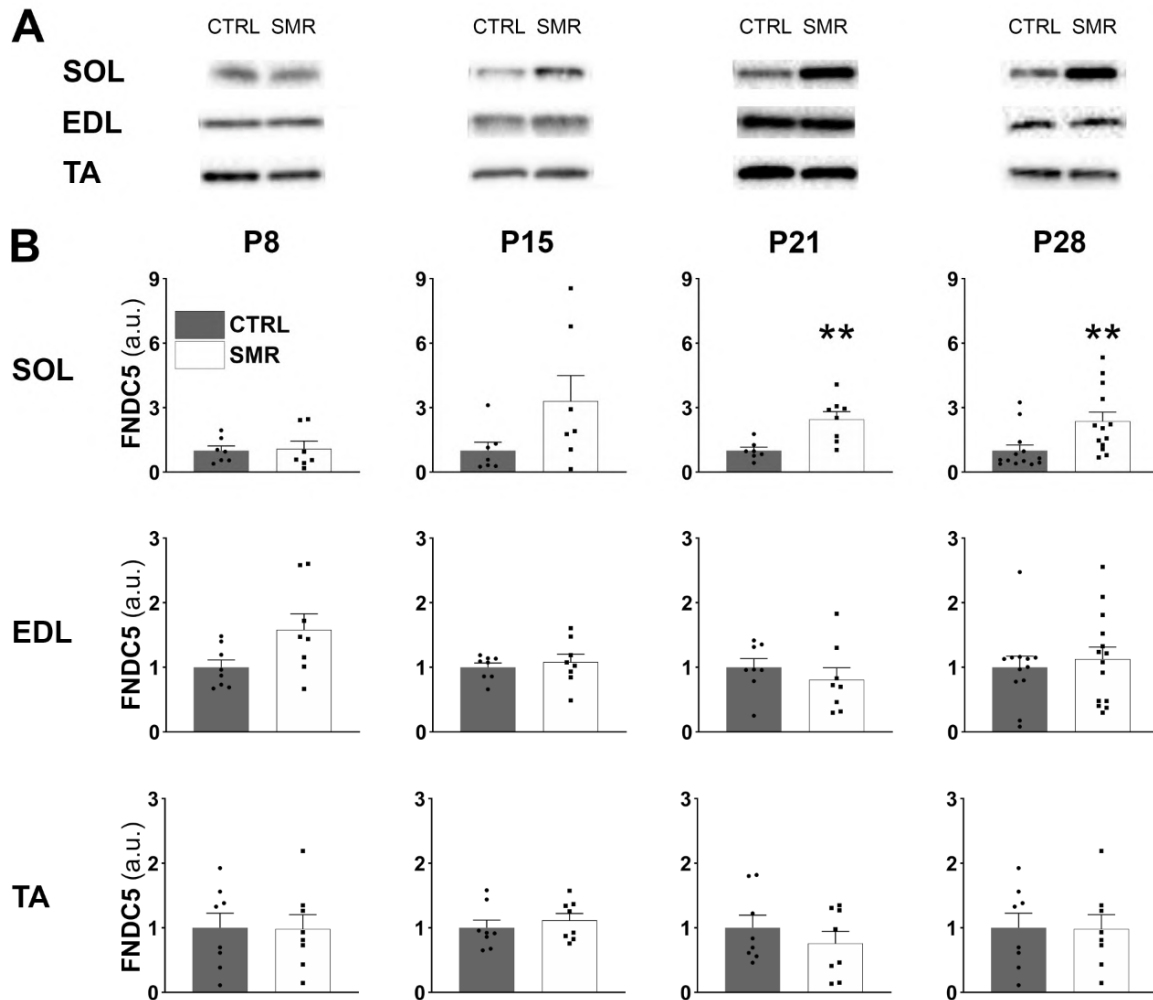 A
CTRL SMR CTRL SMR CTRL SMR CTRL SMR
SOL
EDL
TA
B
P8 P15 P21 P28
SOL
FNDC5 (a.u.)
9 9 9 9
6 6 6 6
3 3 3 3
0 0 0 0
CTRL
SMR
** **
EDL
FNDC5 (a.u.) FNDC5 (a.u.) FNDC5 (a.u.) FNDC5 (a.u.)
3 3 3 3
2 2 2 2
1 1 1 1
0 0 0 0
TA
FNDC5 (a.u.)
3 3 3 3
2 2 2 2
1 1 1 1
0 0 0 0